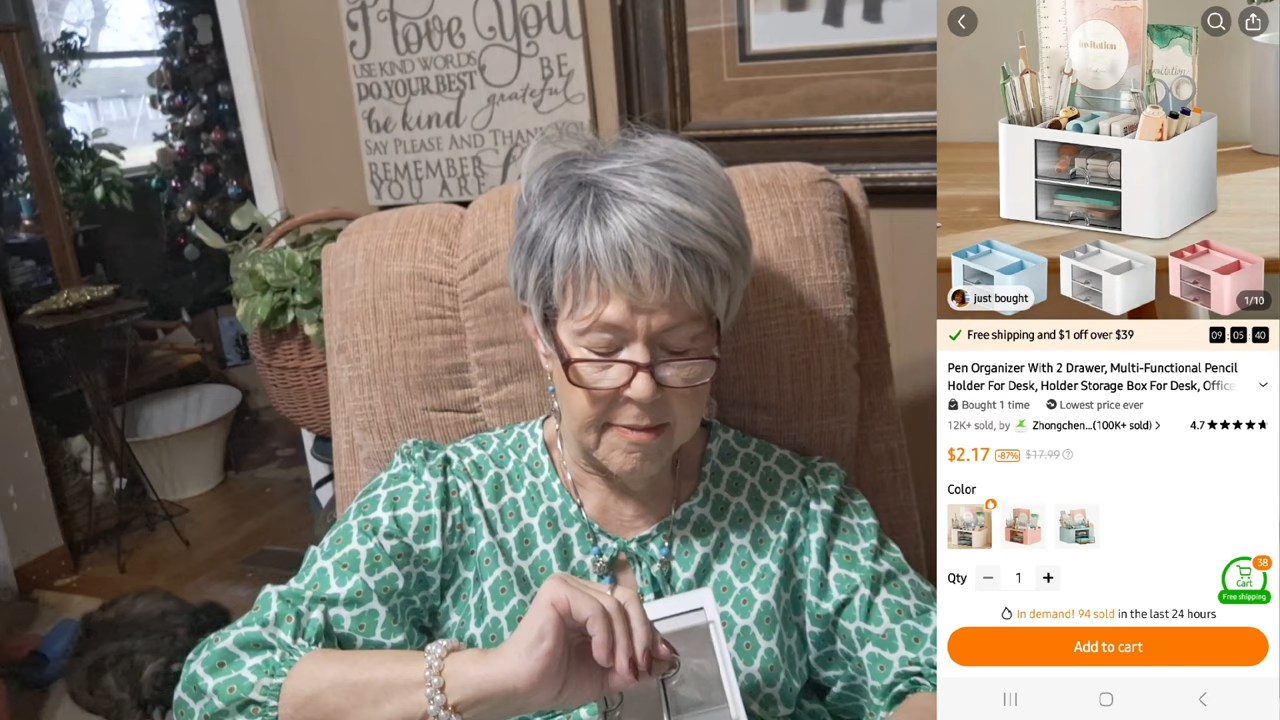 I love You
USE KIND WORDS
BE
DO YOUR BEST
grateful
be kind
SAY PLEASE AND THANK YOU
REMEMBER
YOU ARE
invitation
just bought
1/10
Free shipping and $1 off over $39
09:05:40
Pen Organizer With 2 Drawer, Multi-Functional Pencil
Holder For Desk, Holder Storage Box For Desk, Office
Bought 1 time
Lowest price ever
12K+ sold, by Zhongchen...(100K+ sold) >
4.7
$2.17 -87% $17.99
Color
Qty
− 1 +
38
Cart
Free shipping
In demand! 94 sold in the last 24 hours
Add to cart